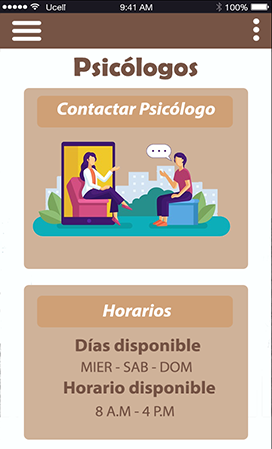 Ucell 9:41 AM 100%
Psicólogos
Contactar Psicólogo
Horarios
Días disponible
MIER - SAB - DOM
Horario disponible
8 A.M - 4 P.M